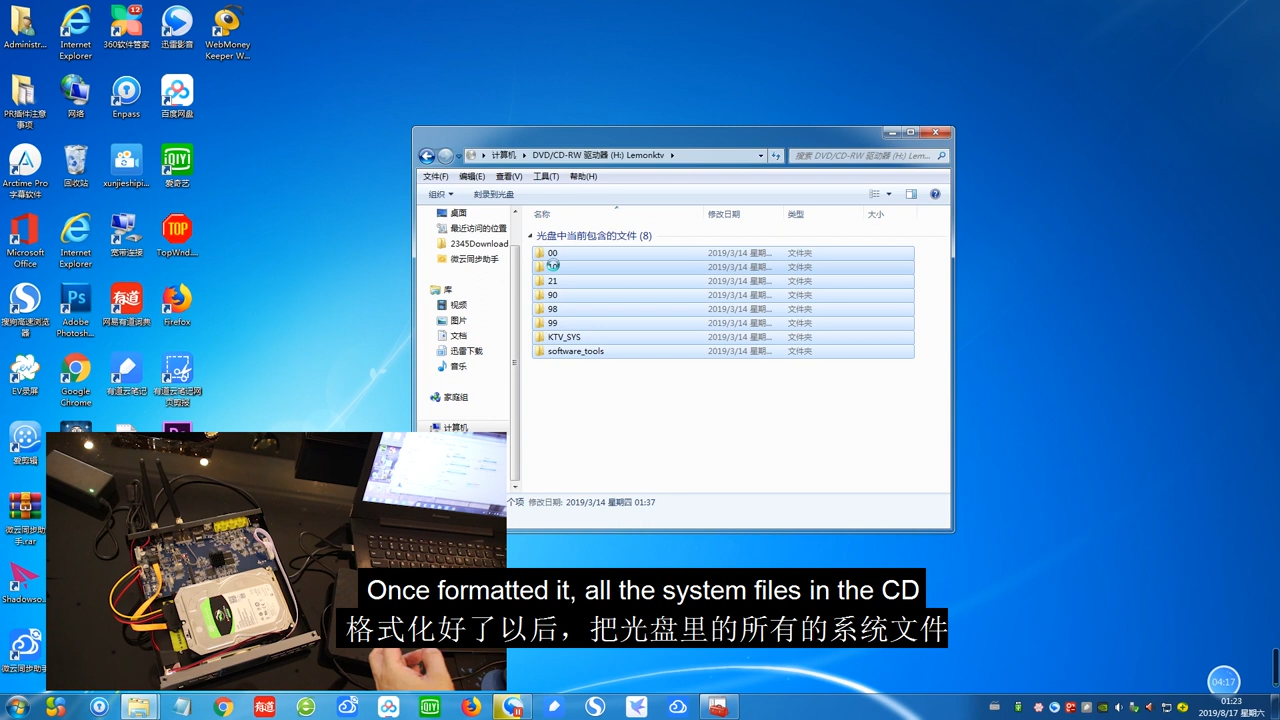 Administr...
Internet
Explorer
12
360软件管家
迅雷影音
WebMoney
Keeper W...
PR插件注意
事项
网络
Enpass
百度网盘
Arctime Pro
字幕软件
回收站
xunjieshipi...
爱奇艺
Microsoft
Office
Internet
Explorer
宽带连接
TOP
TopWnd....
搜狗高速浏览
器
Adobe
Photosh...
网易有道词典
Firefox
EV录屏
Google
Chrome
有道云笔记
有道云笔记网
页剪报
爱剪辑
微云同步助
手.rar
Shadowso...
微云同步助手
计算机 DVD/CD-RW 驱动器 (H:) Lemonktv
搜索 DVD/CD-RW 驱动器 (H:) Lem...
文件(F) 编辑(E) 查看(V) 工具(T) 帮助(H)
组织 刻录到光盘
桌面
最近访问的位置
2345Download
微云同步助手
库
视频
图片
文档
迅雷下载
音乐
家庭组
计算机
名称 修改日期 类型 大小
光盘中当前包含的文件 (8)
00 2019/3/14 星期... 文件夹
2019/3/14 星期... 文件夹
21 2019/3/14 星期... 文件夹
90 2019/3/14 星期... 文件夹
98 2019/3/14 星期... 文件夹
99 2019/3/14 星期... 文件夹
KTV_SYS 2019/3/14 星期... 文件夹
software_tools 2019/3/14 星期... 文件夹
个项 修改日期: 2019/3/14 星期四 01:37
Once formatted it, all the system files in the CD
格式化好了以后，把光盘里的所有的系统文件
04:17
01:23
2019/8/17 星期六